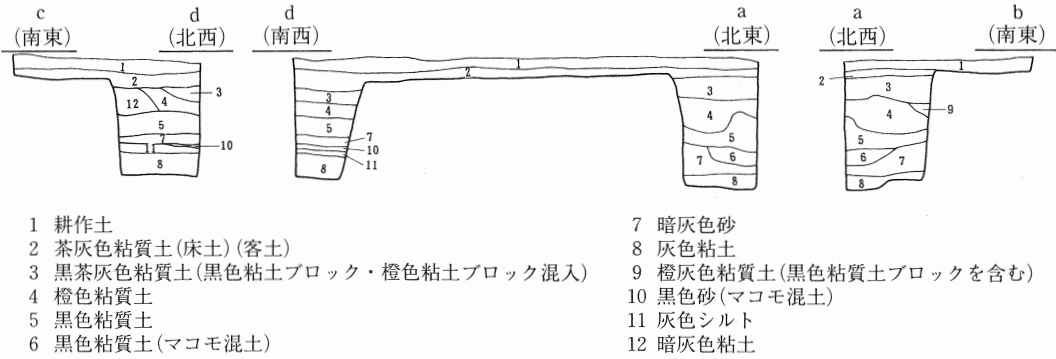 c d d a a b
(南東) (北西) (南西) (北東) (北西) (南東)
1 1 1
2 2 2
12 4 3 3 3 3
4 4 4 9
5 5 5 5
7 7 6 6
11 10 10 7 7
8 11 8 8
8
1 耕作土
2 茶灰色粘質土(床土)(客土)
3 黒茶灰色粘質土(黒色粘土ブロック・橙色粘土ブロック混入)
4 橙色粘質土
5 黒色粘質土
6 黒色粘質土(マコモ混土)
7 暗灰色砂
8 灰色粘土
9 橙灰色粘質土(黒色粘質土ブロックを含む)
10 黒色砂(マコモ混土)
11 灰色シルト
12 暗灰色粘土